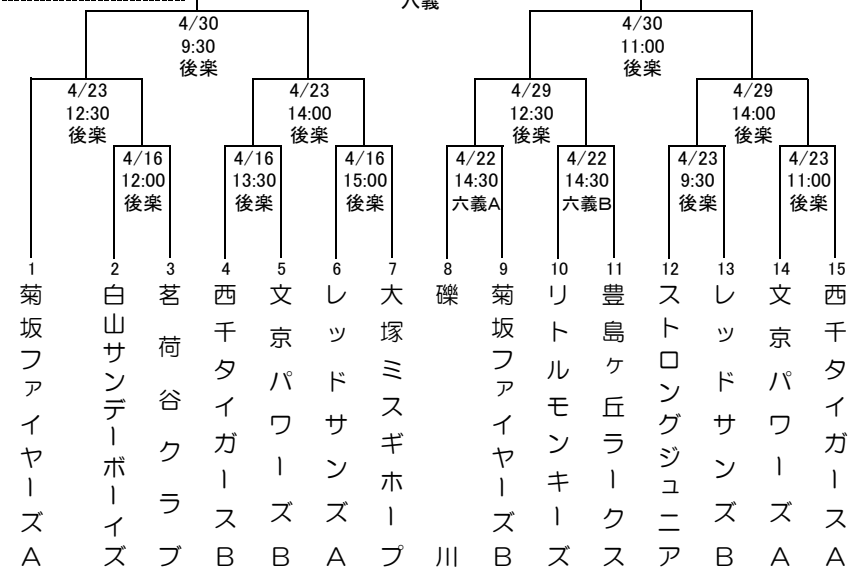 六義
4/30
9:30
後楽
4/30
11:00
後楽
4/23
12:30
後楽
4/23
14:00
後楽
4/29
12:30
後楽
4/29
14:00
後楽
4/16
12:00
後楽
4/16
13:30
後楽
4/16
15:00
後楽
4/22
14:30
六義A
4/22
14:30
六義B
4/23
9:30
後楽
4/23
11:00
後楽
1
菊坂ファイヤーズA
2
白山サンデーボーイズ
3
茗荷谷クラブ
4
西千タイガースB
5
文京パワーズB
6
レッドサンズA
7
大塚ミスギホープ
8
礫川
9
菊坂ファイヤーズB
10
リトルモンキーズ
11
豊島ヶ丘ラークス
12
ストロングジュニア
13
レッドサンズB
14
文京パワーズA
15
西千タイガースA